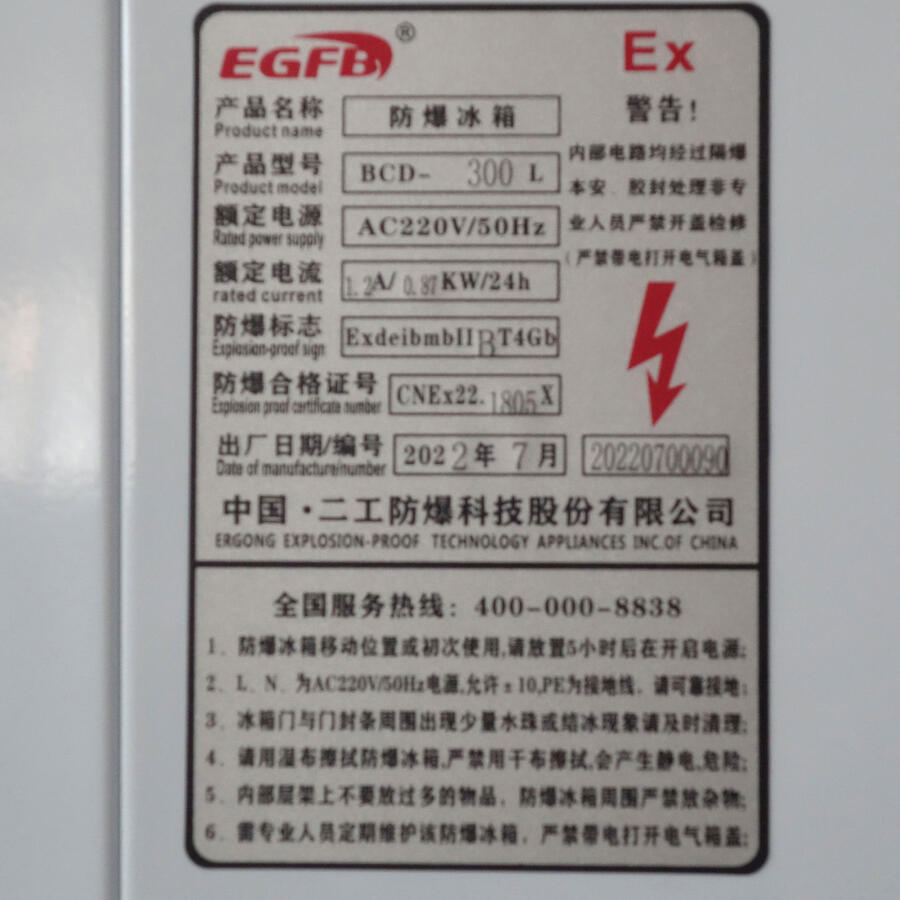 EGFB®
Ex
产品名称 防爆冰箱
Product name
产品型号 BCD- 300 L
Product model
额定电源 AC220V/50Hz
Rated power supply
额定电流 1.2A/ 0.87 KW/24h
rated current
防爆标志 ExdeibmbIIBT4Gb
Explosion-proof sign
防爆合格证号 CNEx22.1805X
Explosion proof certificate number
出厂日期/编号 2022年 7月 20220700090
Date of manufacture/number
警告!
内部电路均经过隔爆
本安、胶封处理非专
业人员严禁开盖检修
(严禁带电打开电气箱盖)
中国·二工防爆科技股份有限公司
ERGONG EXPLOSION-PROOF TECHNOLOGY APPLIANCES INC.OF CHINA
全国服务热线: 400-000-8838
1、防爆冰箱移动位置或初次使用,请放置5小时后在开启电源;
2、L、N、为AC220V/50Hz电源,允许±10,PE为接地线, 请可靠接地;
3、冰箱门与门封条周围出现少量水珠或结冰现象请及时清理;
4、请用湿布擦拭防爆冰箱,严禁用干布擦拭,会产生静电,危险;
5、内部层架上不要放过多的物品, 防爆冰箱周围严禁放杂物;
6、需专业人员定期维护该防爆冰箱, 严禁带电打开电气箱盖;